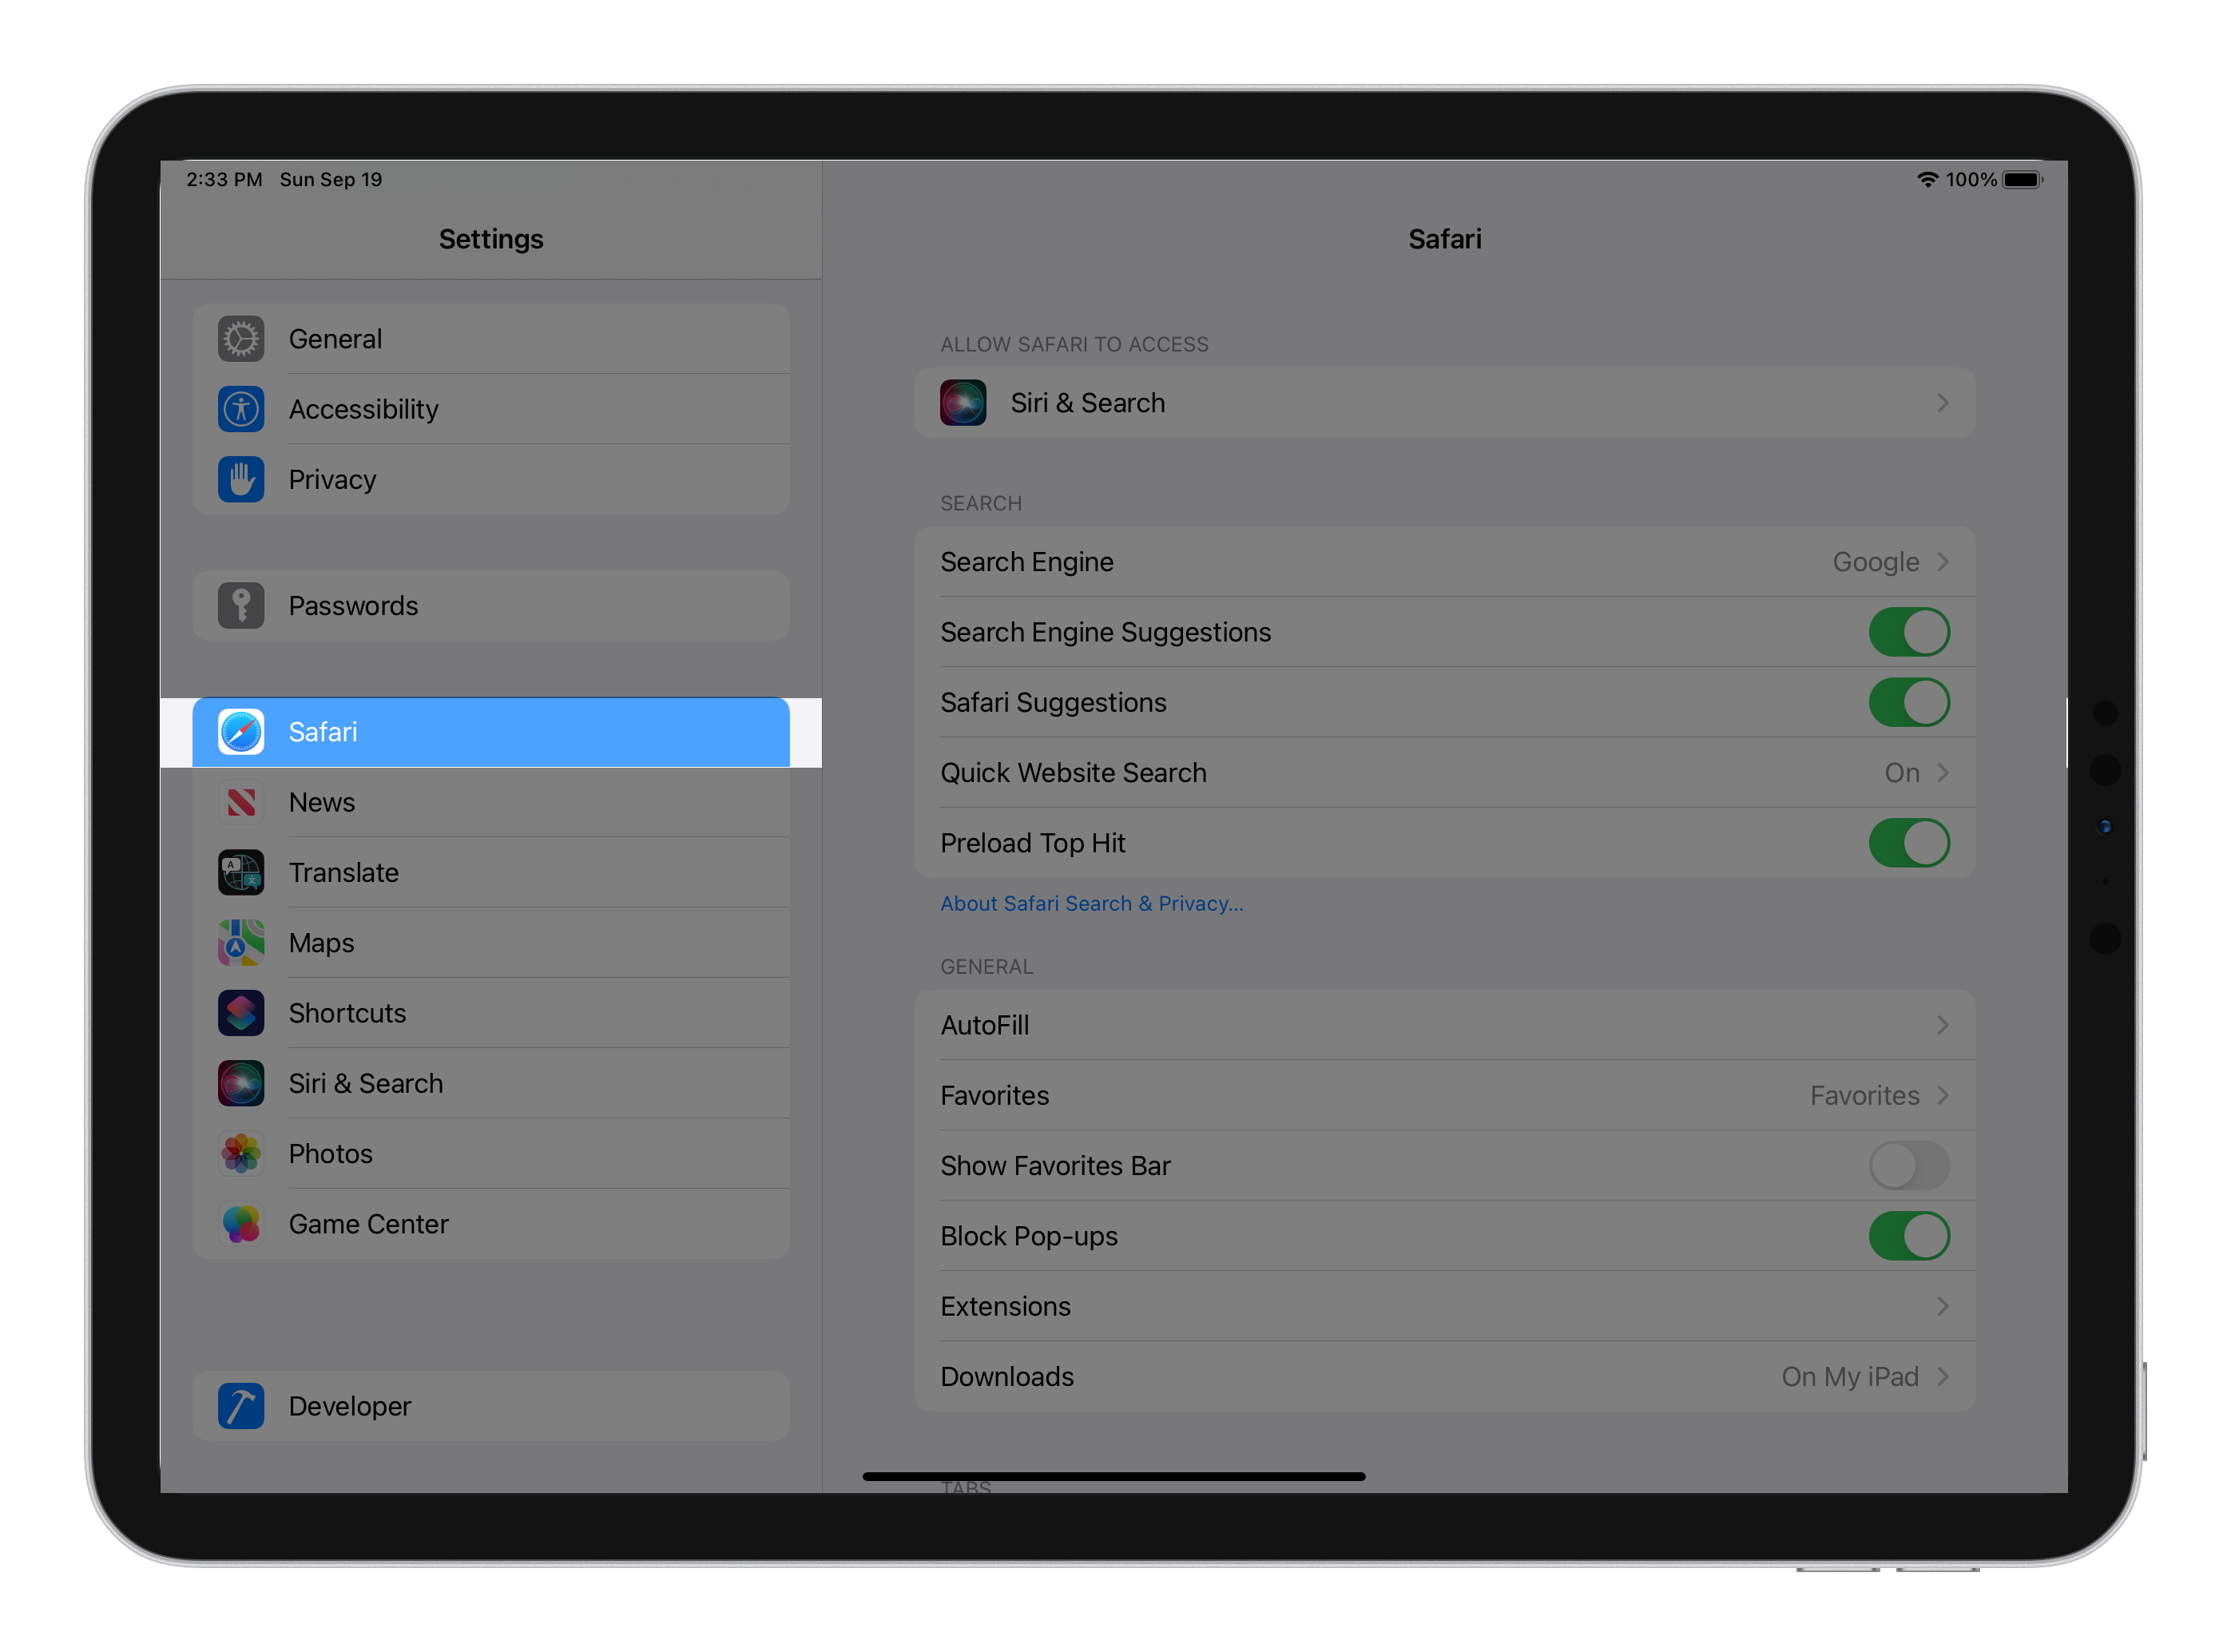 2:33 PM Sun Sep 19
100%
Settings
General
Accessibility
Privacy
Passwords
Safari
News
Translate
Maps
Shortcuts
Siri & Search
Photos
Game Center
Developer
Safari
ALLOW SAFARI TO ACCESS
Siri & Search
SEARCH
Search Engine Google
Search Engine Suggestions
Safari Suggestions
Quick Website Search On
Preload Top Hit
About Safari Search & Privacy...
GENERAL
AutoFill
Favorites Favorites
Show Favorites Bar
Block Pop-ups
Extensions
Downloads On My iPad
TABS